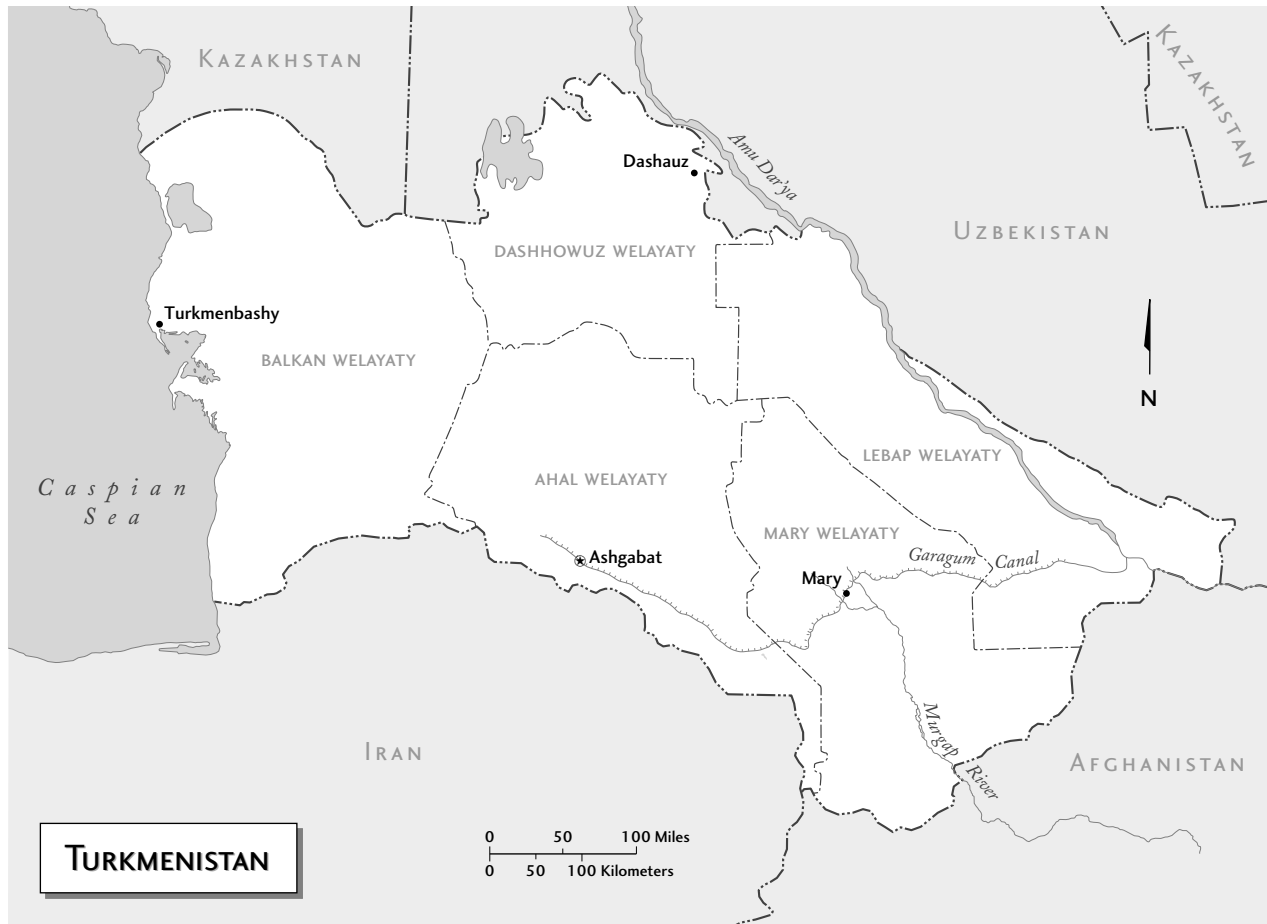 KAZAKHSTAN
KAZAKHSTAN
Amu Dar'ya
Dashauz
UZBEKISTAN
DASHHOWUZ WELAYATY
Turkmenbashy
BALKAN WELAYATY
N
LEBAP WELAYATY
Caspian
Sea
AHAL WELAYATY
MARY WELAYATY
Ashgabat
Garagum Canal
Mary
Murgap River
IRAN
AFGHANISTAN
TURKMENISTAN
0 50 100 Miles
0 50 100 Kilometers